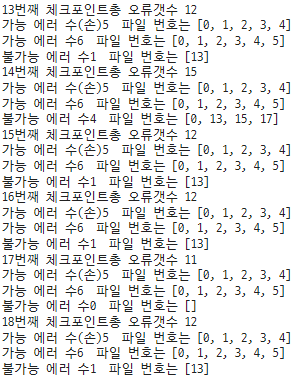 13번째 체크포인트총 오류갯수 12
가능 에러 수(손)5  파일 번호는 [0, 1, 2, 3, 4]
가능 에러 수6  파일 번호는 [0, 1, 2, 3, 4, 5]
불가능 에러 수1  파일 번호는 [13]
14번째 체크포인트총 오류갯수 15
가능 에러 수(손)5  파일 번호는 [0, 1, 2, 3, 4]
가능 에러 수6  파일 번호는 [0, 1, 2, 3, 4, 5]
불가능 에러 수4  파일 번호는 [0, 13, 15, 17]
15번째 체크포인트총 오류갯수 12
가능 에러 수(손)5  파일 번호는 [0, 1, 2, 3, 4]
가능 에러 수6  파일 번호는 [0, 1, 2, 3, 4, 5]
불가능 에러 수1  파일 번호는 [13]
16번째 체크포인트총 오류갯수 12
가능 에러 수(손)5  파일 번호는 [0, 1, 2, 3, 4]
가능 에러 수6  파일 번호는 [0, 1, 2, 3, 4, 5]
불가능 에러 수1  파일 번호는 [13]
17번째 체크포인트총 오류갯수 11
가능 에러 수(손)5  파일 번호는 [0, 1, 2, 3, 4]
가능 에러 수6  파일 번호는 [0, 1, 2, 3, 4, 5]
불가능 에러 수0  파일 번호는 []
18번째 체크포인트총 오류갯수 12
가능 에러 수(손)5  파일 번호는 [0, 1, 2, 3, 4]
가능 에러 수6  파일 번호는 [0, 1, 2, 3, 4, 5]
불가능 에러 수1  파일 번호는 [13]